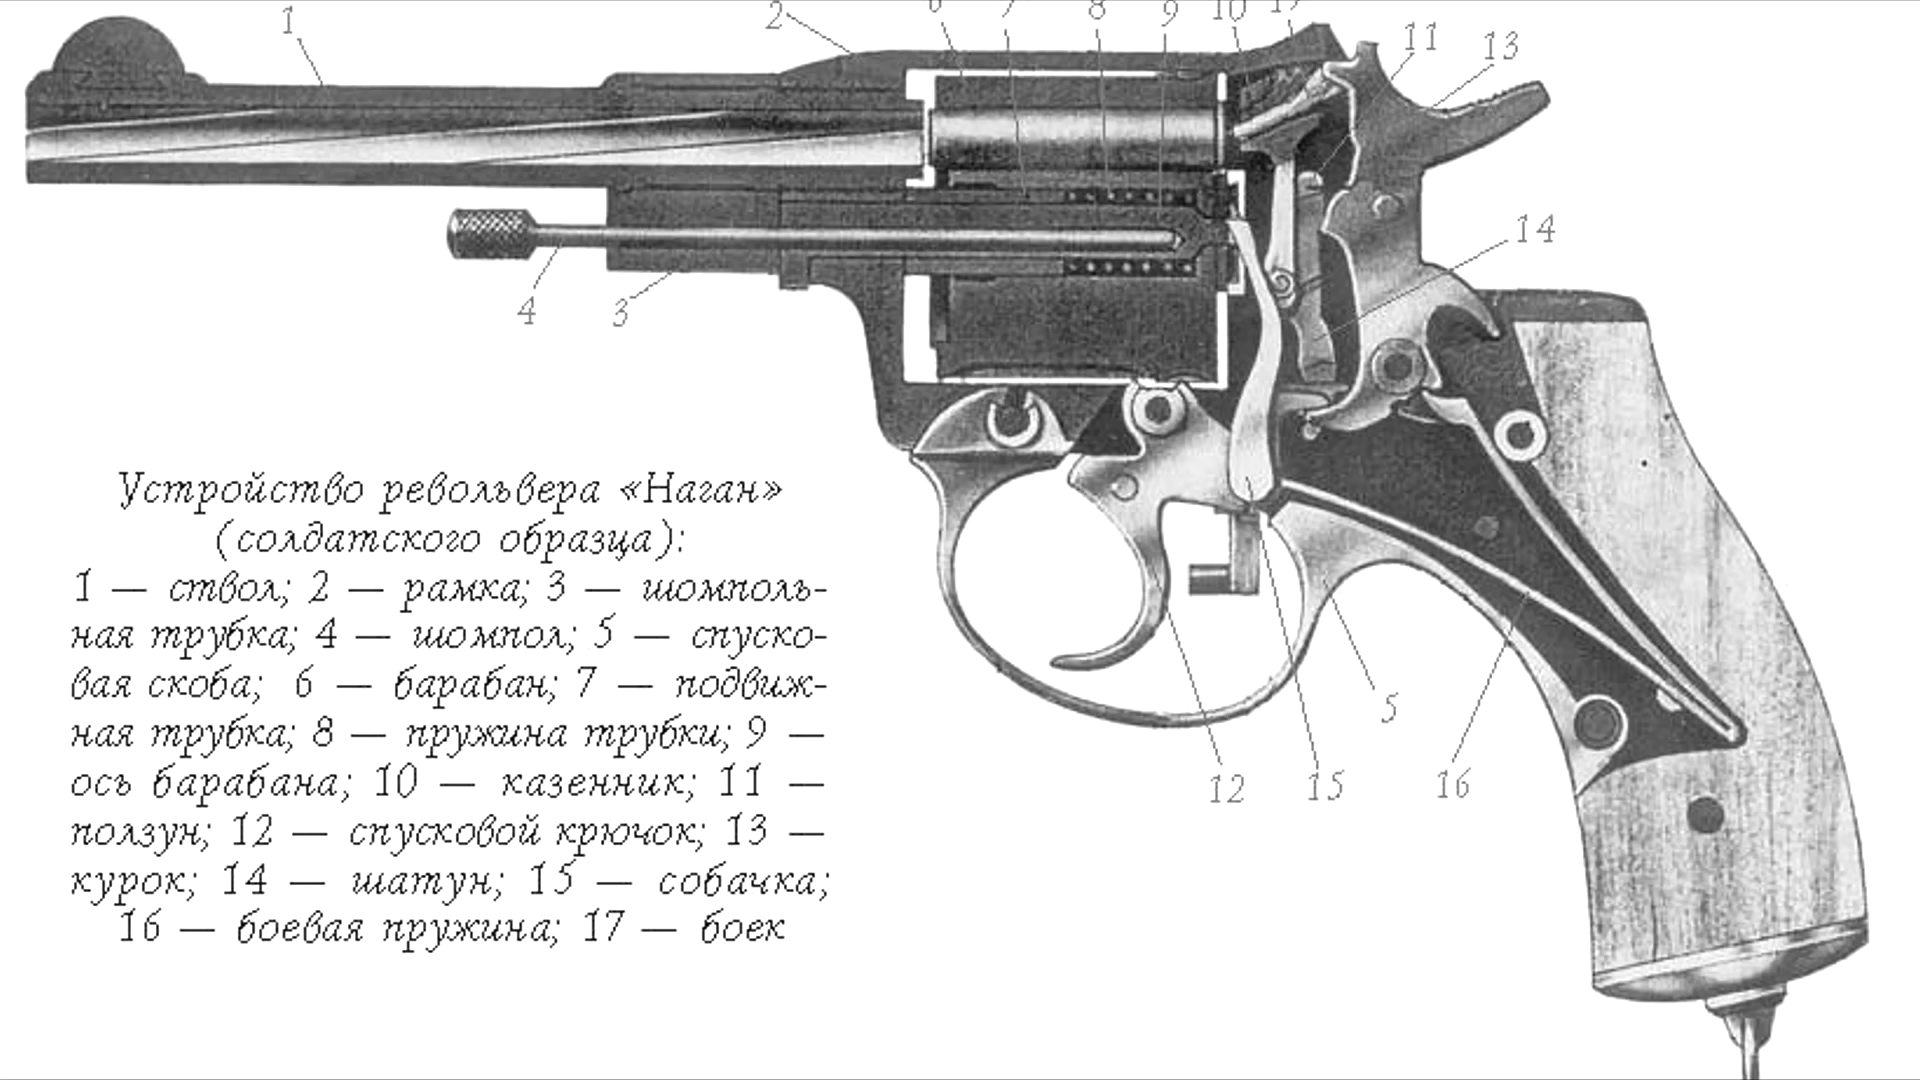 1
2
6
7
8
9
10
17
11
13
14
4
3
Устройство револьвера «Наган»
(солдатского образца):
1 — ствол; 2 — рамка; 3 — шомполь-
ная трубка; 4 — шомпол; 5 — спуско-
вая скоба; 6 — барабан; 7 — подвиж-
ная трубка; 8 — пружина трубки; 9 —
ось барабана; 10 — казенник; 11 —
ползун; 12 — спусковой крючок; 13 —
курок; 14 — шатун; 15 — собачка;
16 — боевая пружина; 17 — боек
5
12
15
16